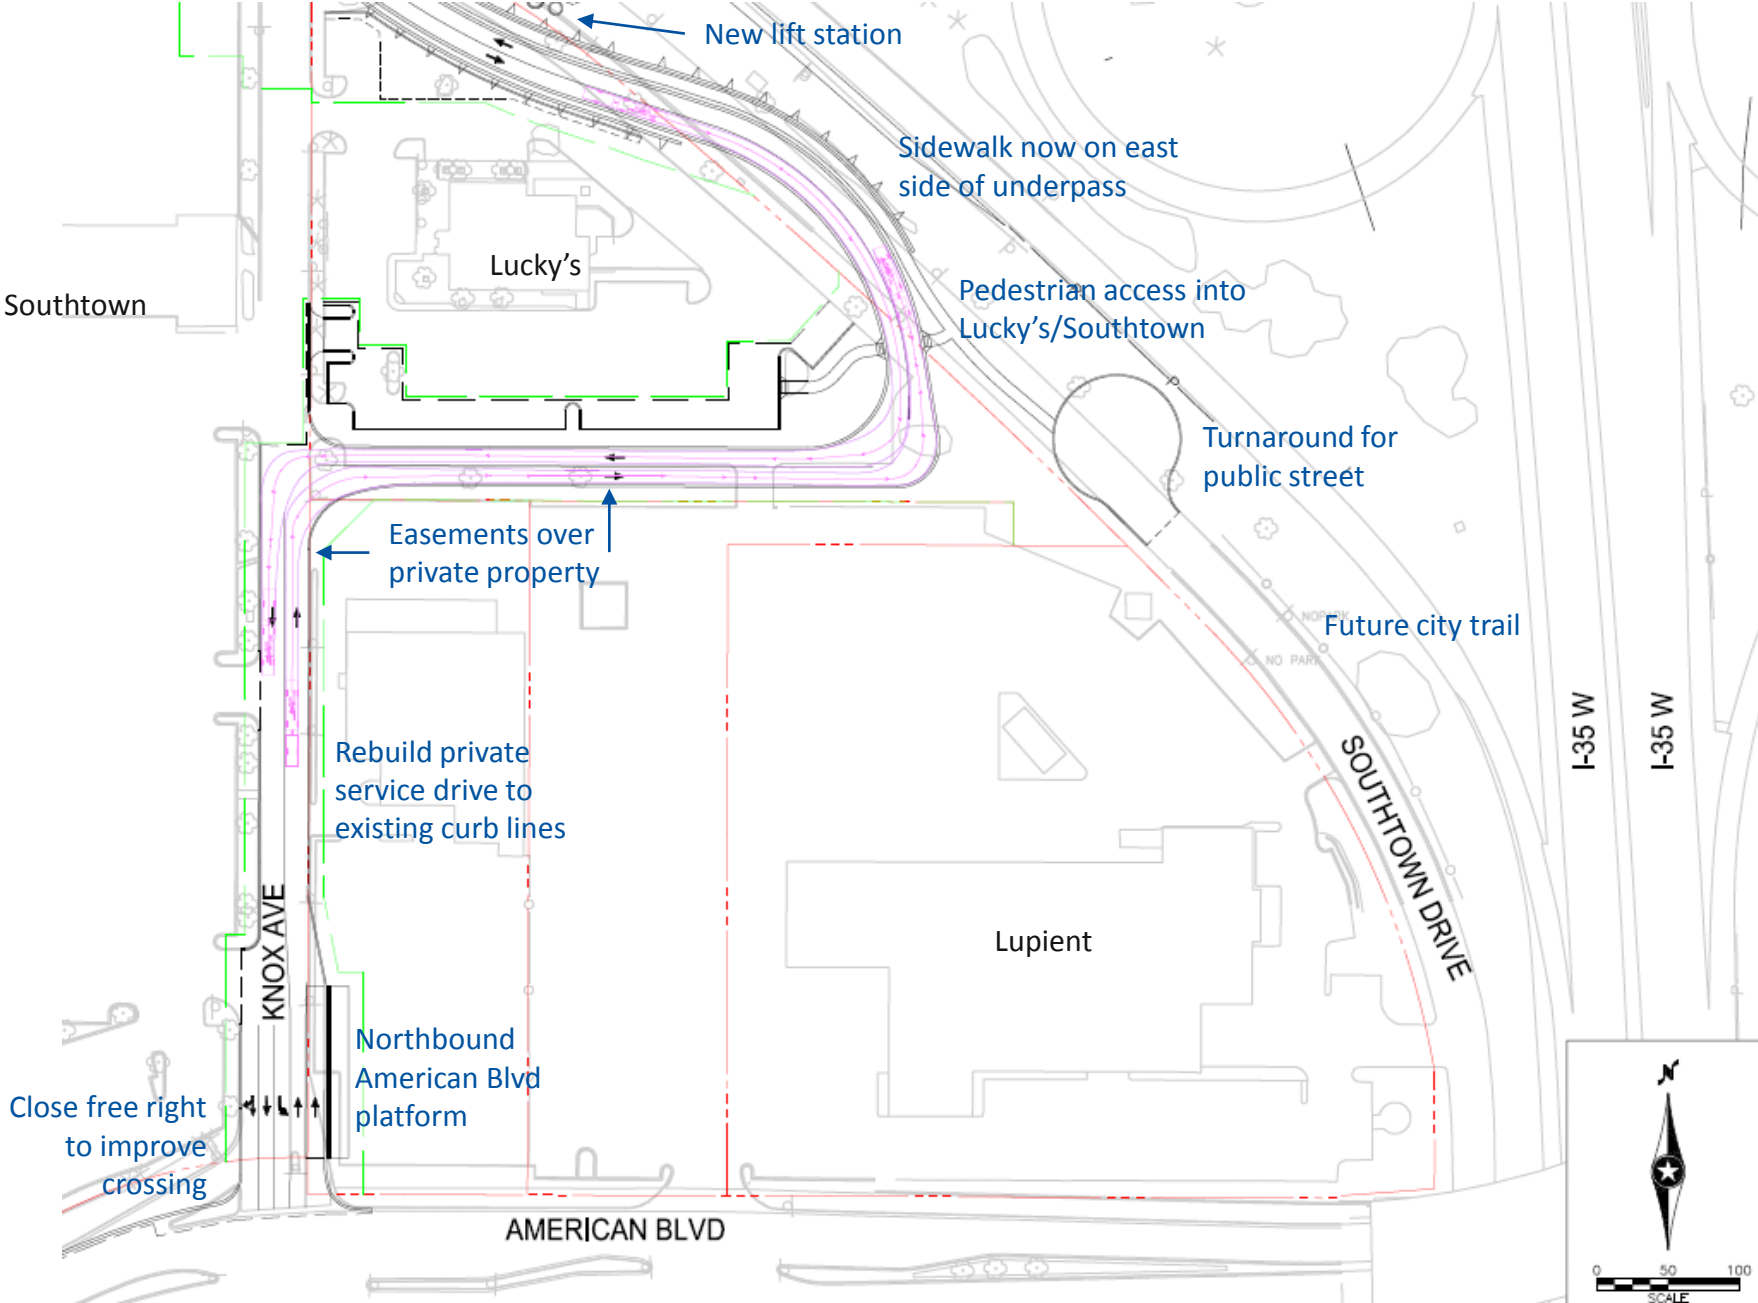 New lift station
Sidewalk now on east
side of underpass
Lucky's
Southtown
Pedestrian access into
Lucky's/Southtown
Turnaround for
public street
Easements over
private property
NOPARK
Future city trail
NO PARK
Rebuild private
service drive to
existing curb lines
I-35 W
I-35 W
SOUTHTOWN DRIVE
KNOX AVE
Lupient
Northbound
American Blvd
platform
Close free right
to improve
crossing
N
AMERICAN BLVD
0 50 100
SCALE